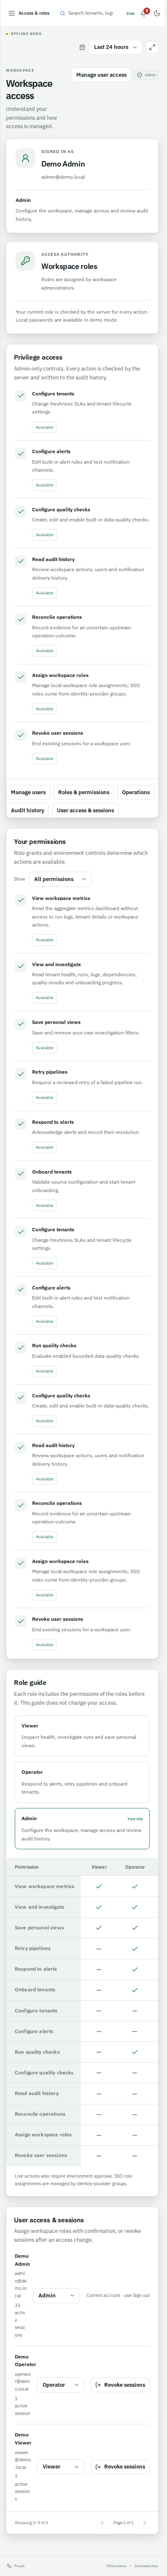 Access & roles
Search tenants, runs
Live
OFFLINE DEMO
Last 24 hours
WORKSPACE
Workspace
access
Understand your
permissions and how
access is managed.
Manage user access
Admin
SIGNED IN AS
Demo Admin
admin@demo.local
Admin
Configure the workspace, manage access and review audit
history.
ACCESS AUTHORITY
Workspace roles
Roles are assigned by workspace
administrators.
Your current role is checked by the server for every action.
Local passwords are available in demo mode.
Privilege access
Admin-only controls. Every action is checked by the
server and written to the audit history.
Configure tenants
Change freshness SLAs and tenant lifecycle
settings.
Available
Configure alerts
Edit built-in alert rules and test notification
channels.
Available
Configure quality checks
Create, edit and enable built-in data-quality checks.
Available
Read audit history
Review workspace actions, users and notification
delivery history.
Available
Reconcile operations
Record evidence for an uncertain upstream
operation outcome.
Available
Assign workspace roles
Manage local workspace role assignments; SSO
roles come from identity-provider groups.
Available
Revoke user sessions
End existing sessions for a workspace user.
Available
Manage users
Roles & permissions
Operations
Audit history
User access & sessions
Your permissions
Role grants and environment controls determine which
actions are available.
Show
All permissions
View workspace metrics
Read the aggregate metrics dashboard without
access to run logs, tenant details or workspace
actions.
Available
View and investigate
Read tenant health, runs, logs, dependencies,
quality results and onboarding progress.
Available
Save personal views
Save and remove your own investigation filters.
Available
Retry pipelines
Request a reviewed retry of a failed pipeline run.
Available
Respond to alerts
Acknowledge alerts and record their resolution.
Available
Onboard tenants
Validate source configuration and start tenant
onboarding.
Available
Configure tenants
Change freshness SLAs and tenant lifecycle
settings.
Available
Configure alerts
Edit built-in alert rules and test notification
channels.
Available
Run quality checks
Evaluate enabled bounded data-quality checks.
Available
Configure quality checks
Create, edit and enable built-in data-quality checks.
Available
Read audit history
Review workspace actions, users and notification
delivery history.
Available
Reconcile operations
Record evidence for an uncertain upstream
operation outcome.
Available
Assign workspace roles
Manage local workspace role assignments; SSO
roles come from identity-provider groups.
Available
Revoke user sessions
End existing sessions for a workspace user.
Available
Role guide
Each role includes the permissions of the roles before
it. This guide does not change your access.
Viewer
Inspect health, investigate runs and save personal
views.
Operator
Respond to alerts, retry pipelines and onboard
tenants.
Admin
Your role
Configure the workspace, manage access and review
audit history.
Permission Viewer Operator
View workspace metrics
View and investigate
Save personal views
Retry pipelines —
Respond to alerts —
Onboard tenants —
Configure tenants — —
Configure alerts — —
Run quality checks —
Configure quality checks — —
Read audit history — —
Reconcile operations — —
Assign workspace roles — —
Revoke user sessions — —
Live actions also require environment approval. SSO role
assignments are managed by identity-provider groups.
User access & sessions
Assign workspace roles with confirmation, or revoke
sessions after an access change.
Demo
Admin
admi
n@de
mo.lo
cal
activ
e
sessi
ons
Admin
Current account · use Sign out
Demo
Operator
operato
r@dem
o.local
active
session
Operator
Revoke sessions
Demo
Viewer
viewer
@demo
.local
active
session
s
Viewer
Revoke sessions
Showing 1–3 of 3
Page 1 of 1
Offline demo
Simulated data